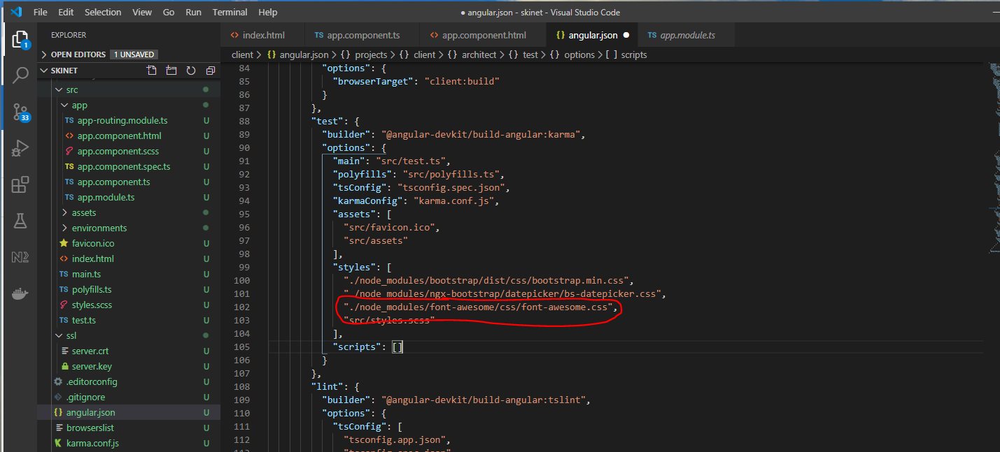 File Edit Selection View Go Run Terminal Help
● angular.json - skinet - Visual Studio Code
EXPLORER
OPEN EDITORS 1 UNSAVED
SKINET
src
app
TS app-routing.module.ts U
app.component.html U
app.component.scss U
TS app.component.spec.ts U
TS app.component.ts U
TS app.module.ts U
assets
environments
favicon.ico U
index.html U
TS main.ts U
TS polyfills.ts U
styles.scss U
TS test.ts U
ssl
server.crt U
server.key U
.editorconfig U
.gitignore U
{} angular.json U
browserslist U
karma.conf.js U
1
33
index.html
TS app.component.ts
app.component.html
{} angular.json ●
TS app.module.ts
client > {} angular.json > {} projects > {} client > {} architect > {} test > {} options > [ ] scripts
84 "options": {
85 "browserTarget": "client:build"
86 }
87 },
88 "test": {
89 "builder": "@angular-devkit/build-angular:karma",
90 "options": {
91 "main": "src/test.ts",
92 "polyfills": "src/polyfills.ts",
93 "tsConfig": "tsconfig.spec.json",
94 "karmaConfig": "karma.conf.js",
95 "assets": [
96 "src/favicon.ico",
97 "src/assets"
98 ],
99 "styles": [
100 "./node_modules/bootstrap/dist/css/bootstrap.min.css",
101 "./node_modules/ngx-bootstrap/datepicker/bs-datepicker.css",
102 "./node_modules/font-awesome/css/font-awesome.css",
103 "src/styles.scss"
104 ],
105 "scripts": []
106 }
107 },
108 "lint": {
109 "builder": "@angular-devkit/build-angular:tslint",
110 "options": {
111 "tsConfig": [
112 "tsconfig.app.json",